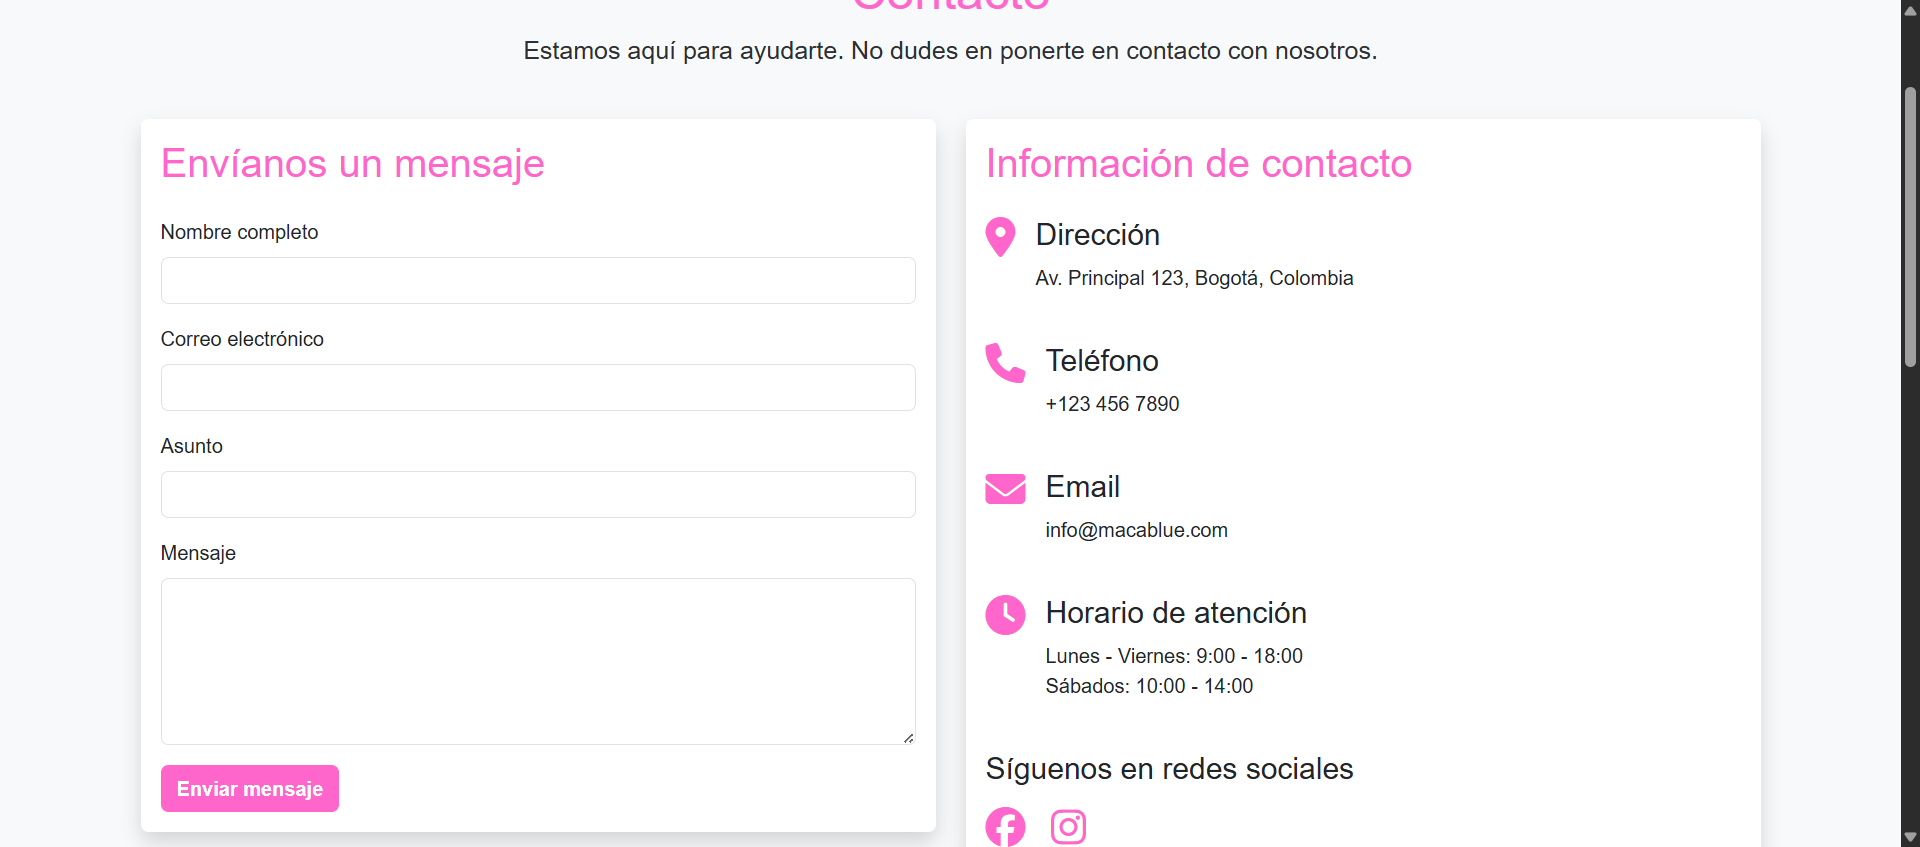 Contacto
Estamos aquí para ayudarte. No dudes en ponerte en contacto con nosotros.
Envíanos un mensaje
Nombre completo
Correo electrónico
Asunto
Mensaje
Enviar mensaje
Información de contacto
Dirección
Av. Principal 123, Bogotá, Colombia
Teléfono
+123 456 7890
Email
info@macablue.com
Horario de atención
Lunes - Viernes: 9:00 - 18:00
Sábados: 10:00 - 14:00
Síguenos en redes sociales